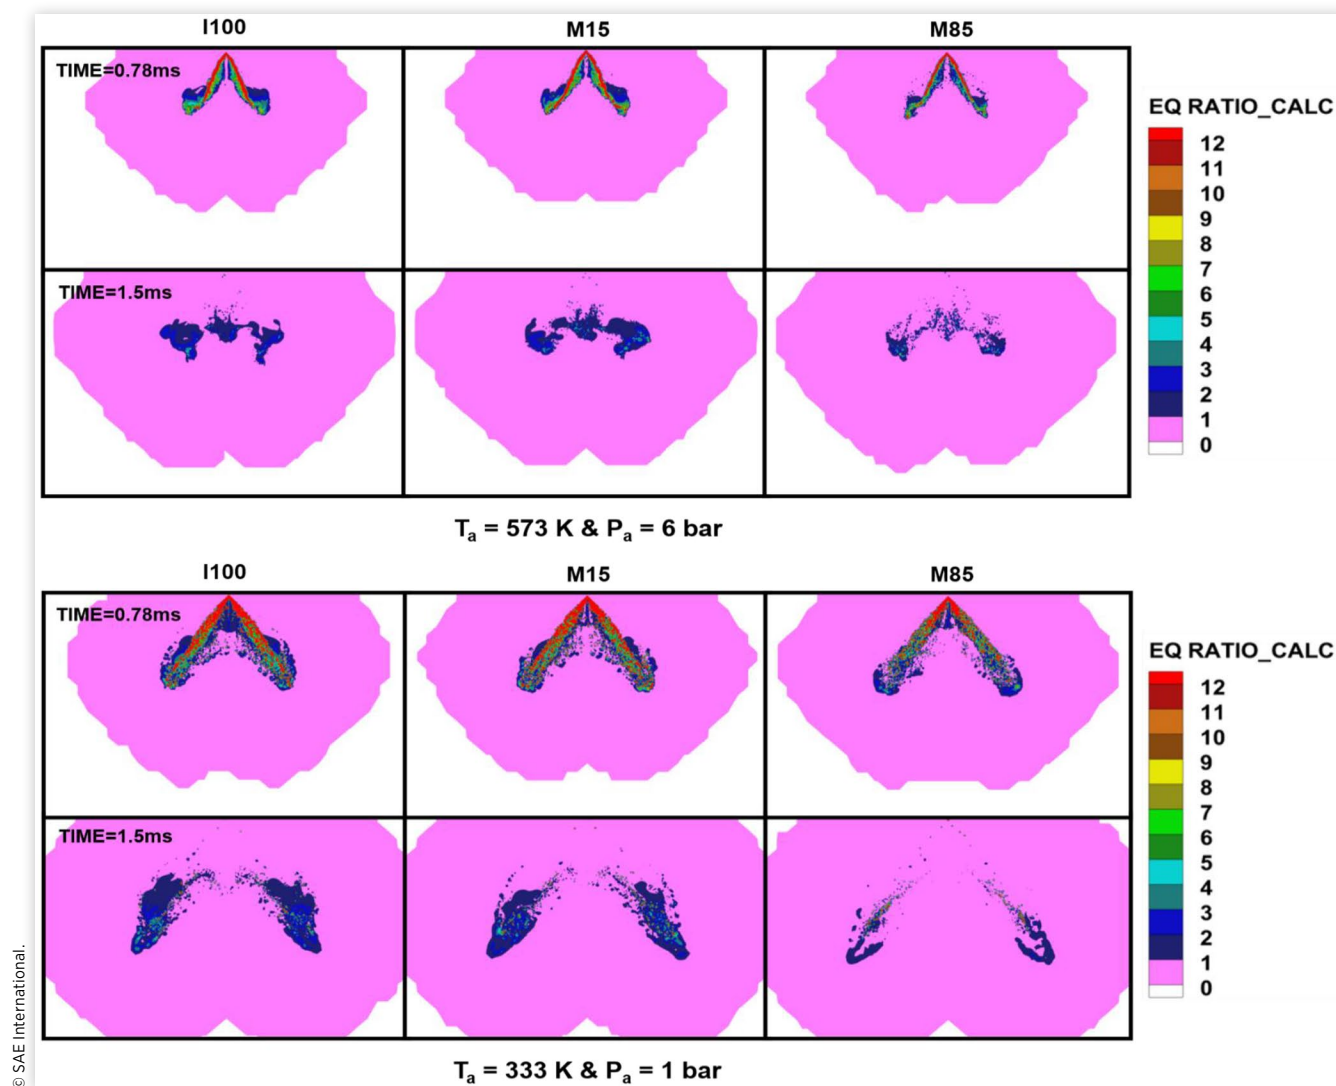 I100 M15 M85
TIME=0.78ms
EQ RATIO_CALC
12
11
10
9
8
7
6
5
4
3
2
1
0
TIME=1.5ms
Tₐ = 573 K & Pₐ = 6 bar
I100 M15 M85
TIME=0.78ms
EQ RATIO_CALC
12
11
10
9
8
7
6
5
4
3
2
1
0
TIME=1.5ms
Tₐ = 333 K & Pₐ = 1 bar
© SAE International.